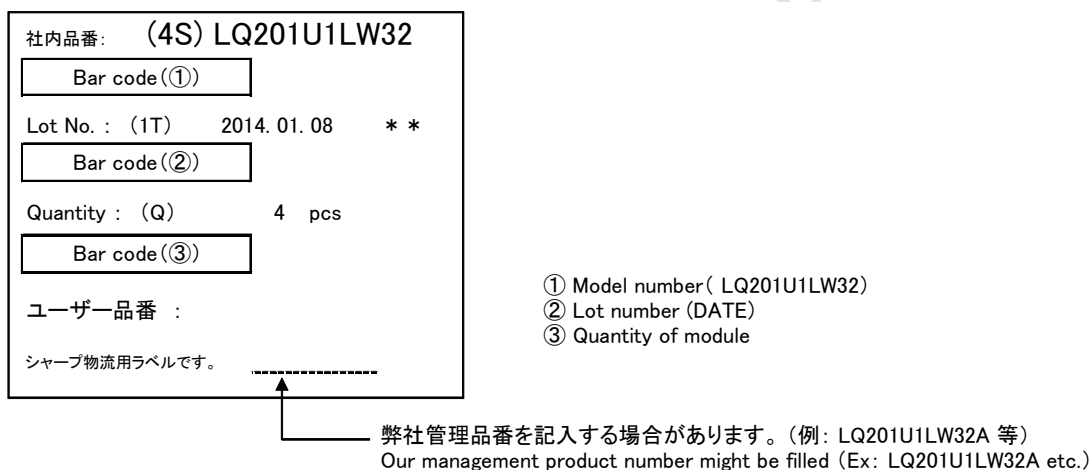 社内品番: (4S) LQ201U1LW32
Bar code(①)
Lot No. : (1T) 2014. 01. 08 * *
Bar code(②)
Quantity : (Q) 4 pcs
Bar code(③)
ユーザー品番 :
シャープ物流用ラベルです。
① Model number( LQ201U1LW32)
② Lot number (DATE)
③ Quantity of module
弊社管理品番を記入する場合があります。(例: LQ201U1LW32A 等)
Our management product number might be filled (Ex: LQ201U1LW32A etc.)